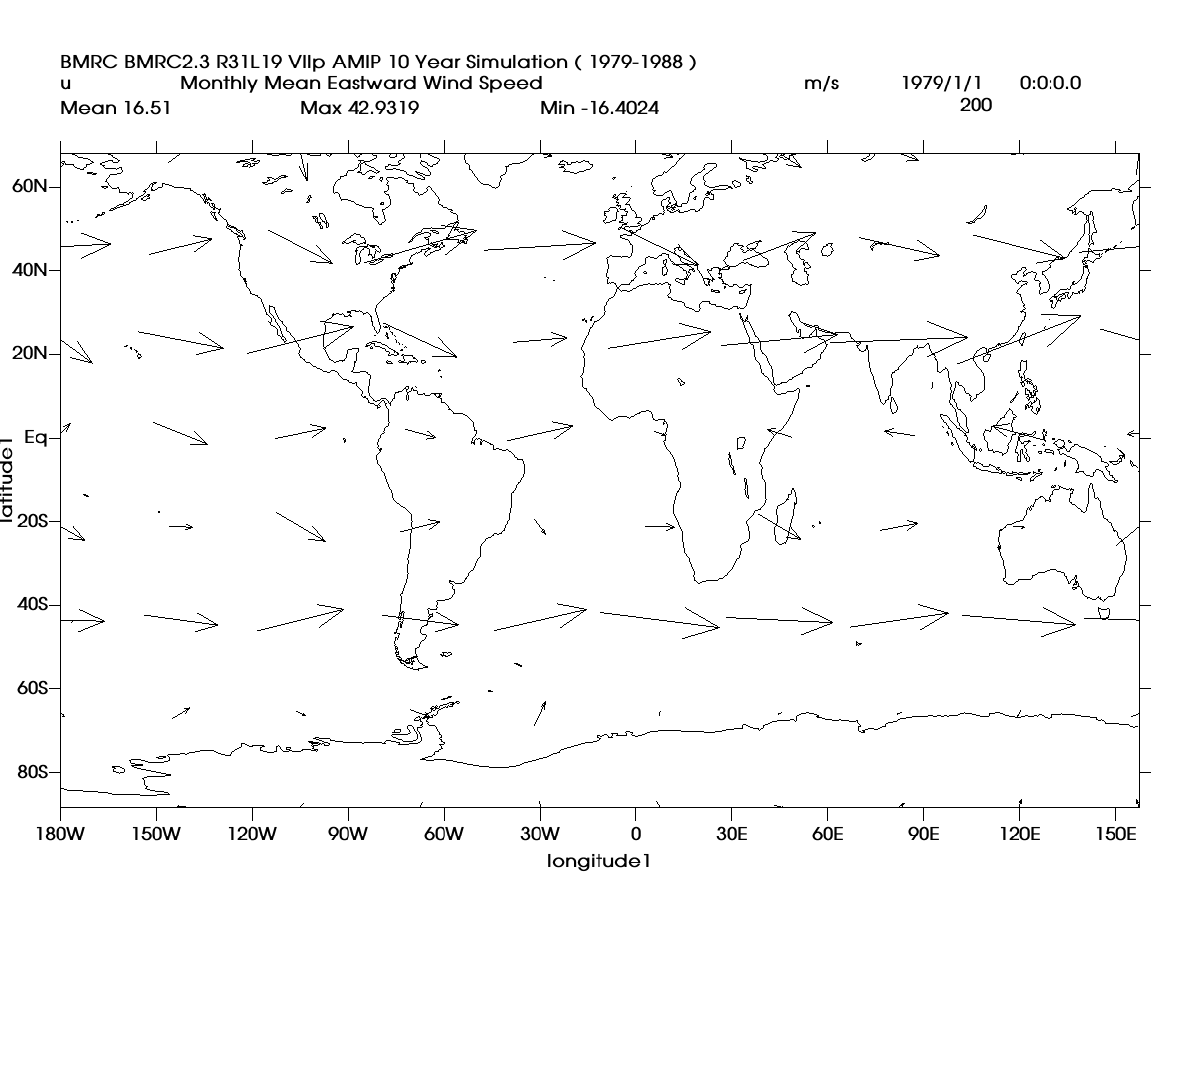 BMRC BMRC2.3 R31L19 VIIp AMIP 10 Year Simulation ( 1979-1988 )
u Monthly Mean Eastward Wind Speed m/s 1979/1/1 0:0:0.0
Mean 16.51 Max 42.9319 Min -16.4024 200
60N
40N
20N
Eq
20S
40S
60S
80S
latitude1
180W 150W 120W 90W 60W 30W 0 30E 60E 90E 120E 150E
longitude1